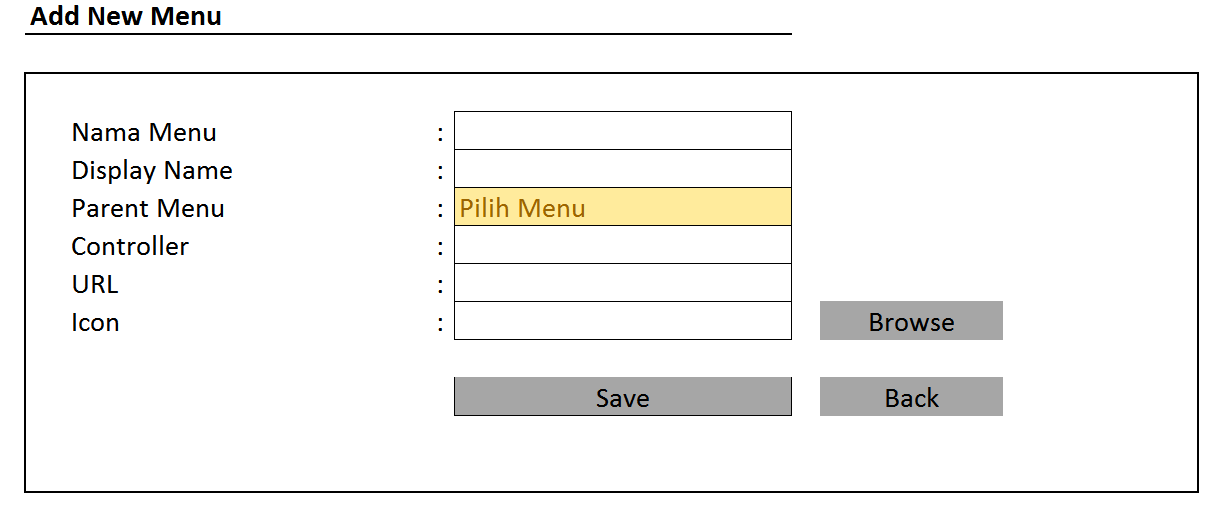 Add New Menu
Nama Menu :
Display Name :
Parent Menu : Pilih Menu
Controller :
URL :
Icon : Browse
Save Back